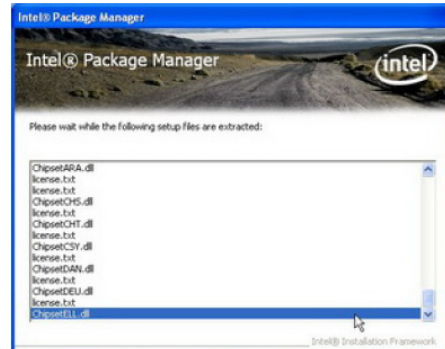 Intel® Package Manager
Intel® Package Manager
intel
Please wait while the following setup files are extracted:
ChipsetARA.dll
license.txt
ChipsetCHS.dll
license.txt
ChipsetCHT.dll
license.txt
ChipsetCSY.dll
license.txt
ChipsetDAN.dll
license.txt
ChipsetDEU.dll
license.txt
ChipsetELL.dll
Intel® Installation Framework